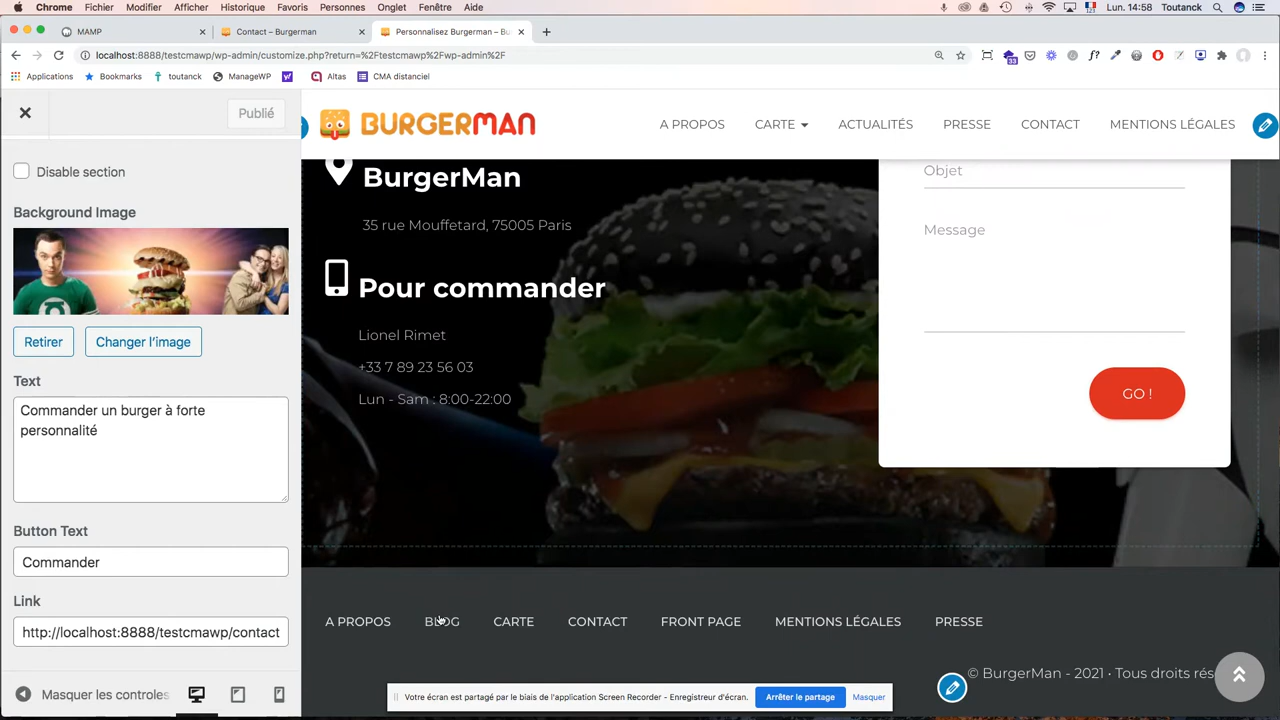 Chrome Fichier Modifier Afficher Historique Favoris Personnes Onglet Fenêtre Aide Lun. 14:58 Toutanck
MAMP Contact – Burgerman Personnalisez Burgerman – Bu
localhost:8888/testcmawp/wp-admin/customize.php?return=%2Ftestcmawp%2Fwp-admin%2F
Applications Bookmarks toutanck ManageWP Altas CMA distanciel
33
Publié
BURGERMAN A PROPOS CARTE ACTUALITÉS PRESSE CONTACT MENTIONS LÉGALES
Disable section
Background Image
Retirer Changer l'image
Text
Commander un burger à forte
personnalité
Button Text
Commander
Link
http://localhost:8888/testcmawp/contact
Masquer les controles
BurgerMan
35 rue Mouffetard, 75005 Paris
Pour commander
Lionel Rimet
+33 7 89 23 56 03
Lun - Sam : 8:00-22:00
Objet
Message
GO !
A PROPOS BLOG CARTE CONTACT FRONT PAGE MENTIONS LÉGALES PRESSE
© BurgerMan - 2021 · Tous droits rés
Votre écran est partagé par le biais de l'application Screen Recorder - Enregistreur d'écran. Arrêter le partage Masquer